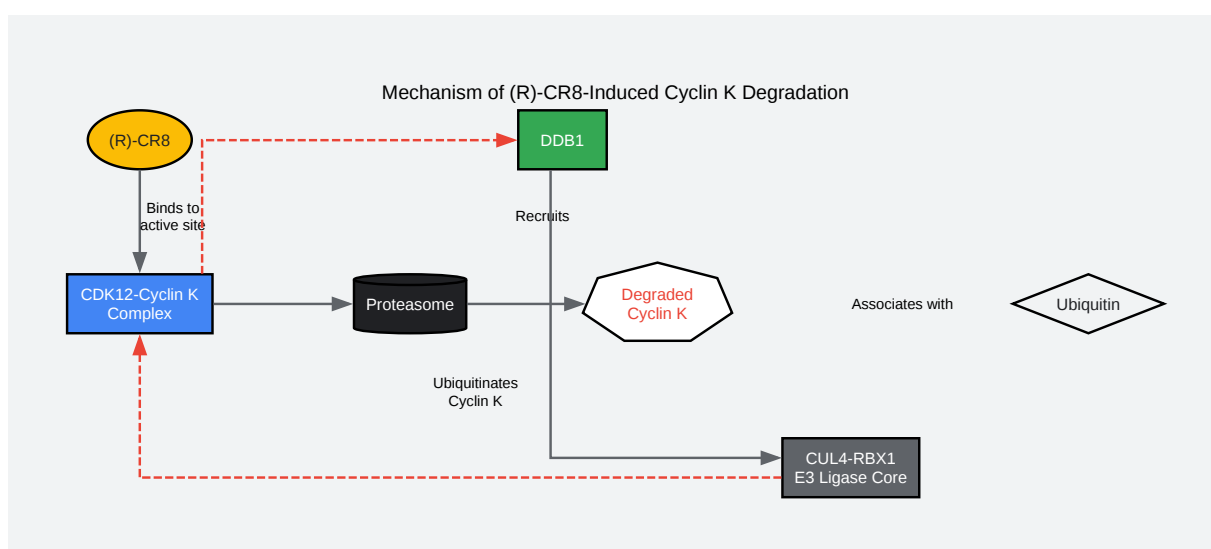 Mechanism of (R)-CR8-Induced Cyclin K Degradation
(R)-CR8
DDB1
Binds to
active site
Recruits
CDK12-Cyclin K
Complex
Proteasome
Degraded
Cyclin K
Associates with
Ubiquitin
Ubiquitinates
Cyclin K
CUL4-RBX1
E3 Ligase Core